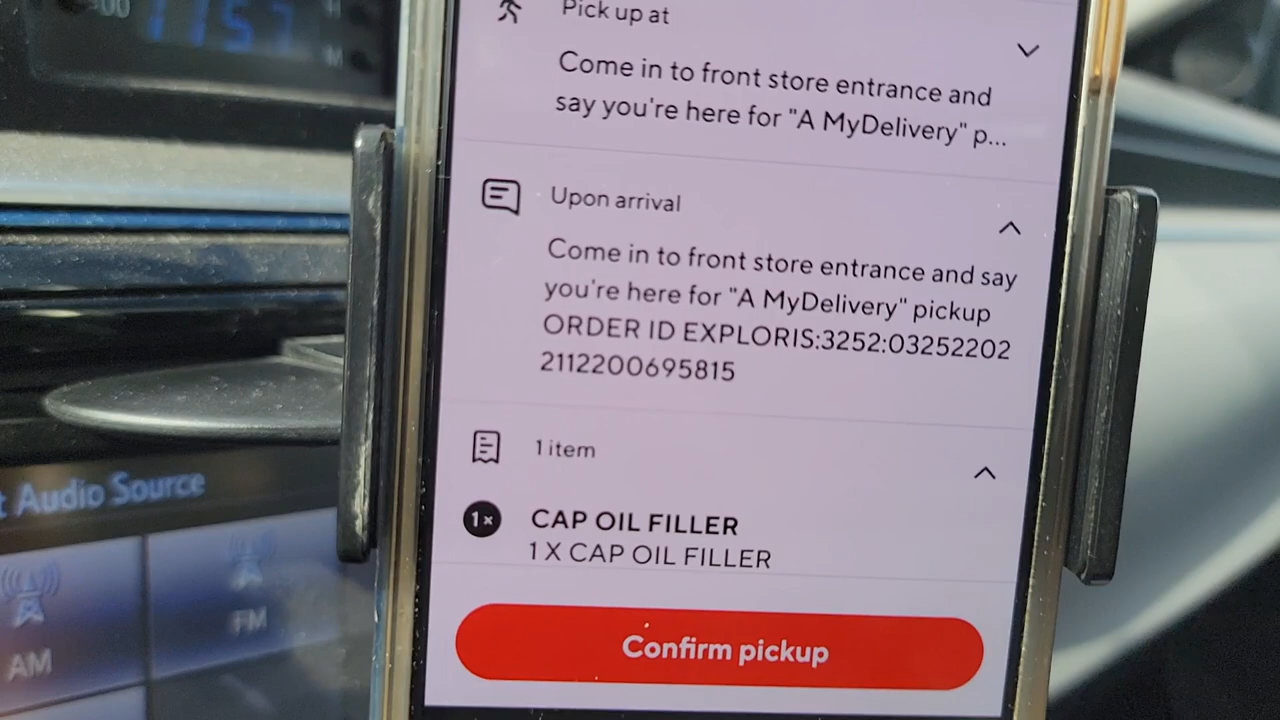 Pick up at
Come in to front store entrance and
say you're here for "A MyDelivery" p...
Upon arrival
Come in to front store entrance and say
you're here for "A MyDelivery" pickup
ORDER ID EXPLORIS:3252:03252202
2112200695815
1 item
1×
CAP OIL FILLER
1 X CAP OIL FILLER
Confirm pickup
Audio Source
AM
FM